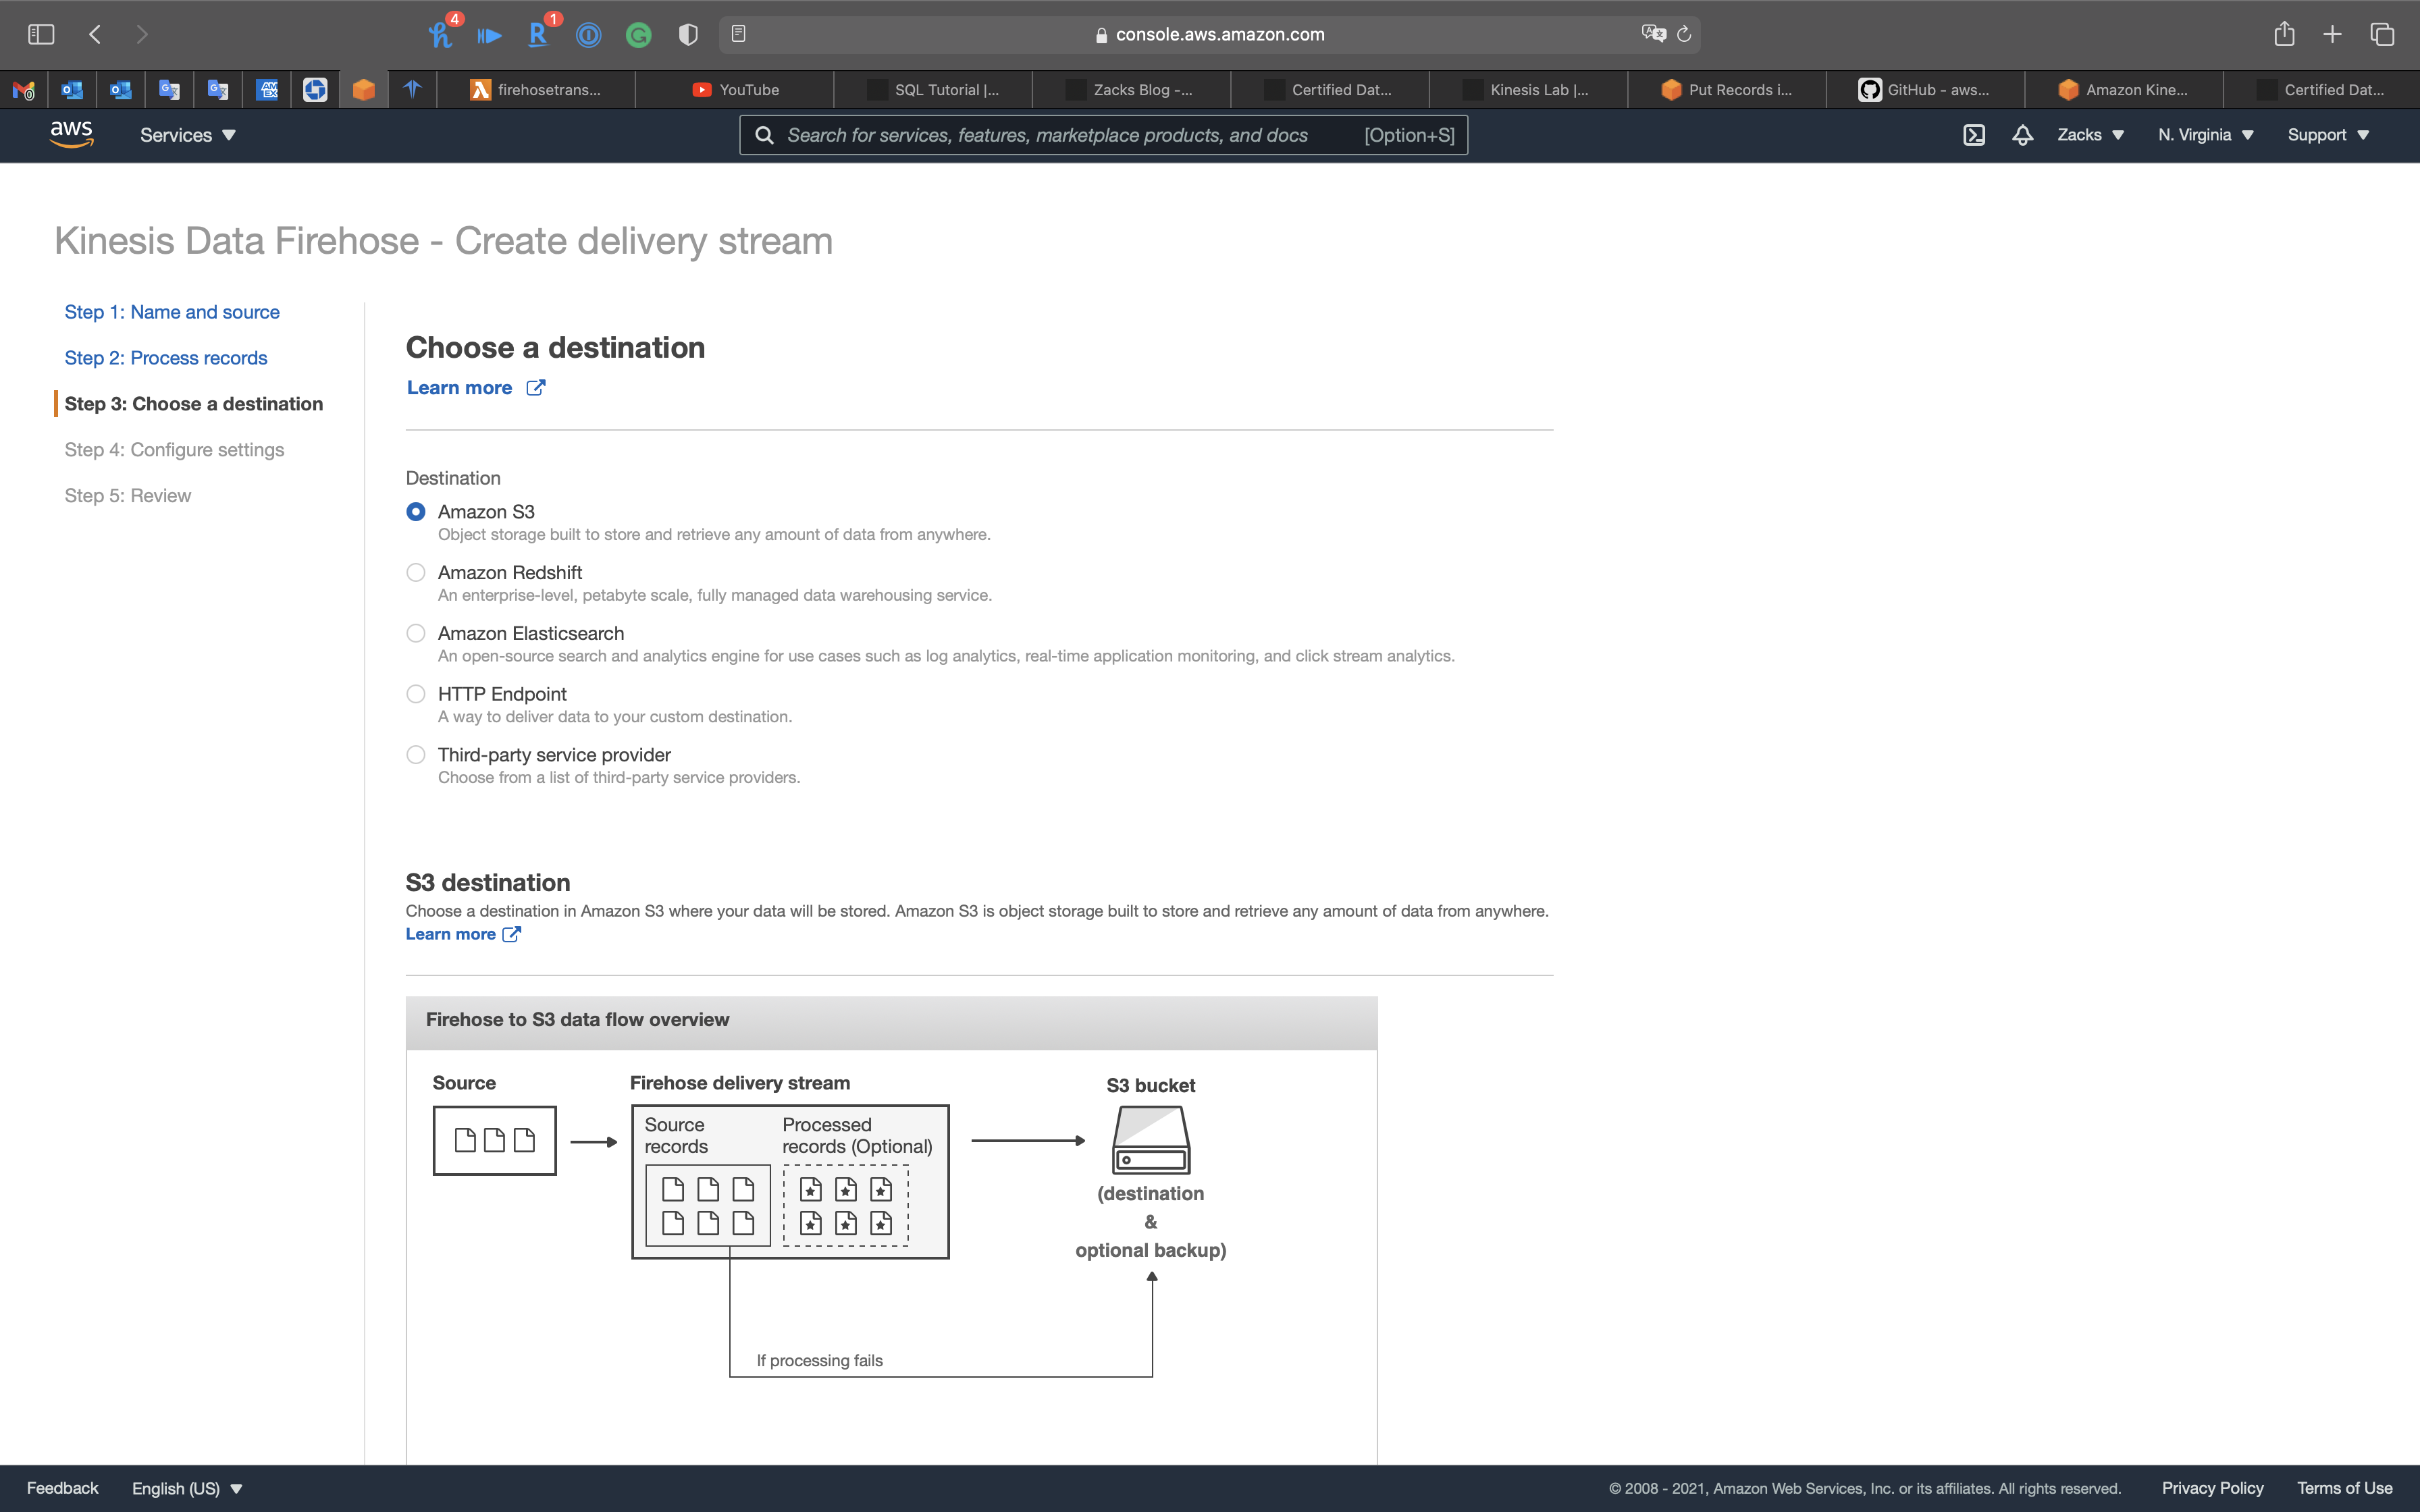 4
1
console.aws.amazon.com
firehosetrans...
YouTube
SQL Tutorial |...
Zacks Blog -...
Certified Dat...
Kinesis Lab |...
Put Records i...
GitHub - aws...
Amazon Kine...
Certified Dat...
aws
Services
Search for services, features, marketplace products, and docs
[Option+S]
Zacks
N. Virginia
Support
Kinesis Data Firehose - Create delivery stream
Step 1: Name and source
Step 2: Process records
Step 3: Choose a destination
Step 4: Configure settings
Step 5: Review
Choose a destination
Learn more
Destination
Amazon S3
Object storage built to store and retrieve any amount of data from anywhere.
Amazon Redshift
An enterprise-level, petabyte scale, fully managed data warehousing service.
Amazon Elasticsearch
An open-source search and analytics engine for use cases such as log analytics, real-time application monitoring, and click stream analytics.
HTTP Endpoint
A way to deliver data to your custom destination.
Third-party service provider
Choose from a list of third-party service providers.
S3 destination
Choose a destination in Amazon S3 where your data will be stored. Amazon S3 is object storage built to store and retrieve any amount of data from anywhere.
Learn more
Firehose to S3 data flow overview
Source
Firehose delivery stream
S3 bucket
Source
records
Processed
records (Optional)
(destination
&
optional backup)
If processing fails
Feedback
English (US)
© 2008 - 2021, Amazon Web Services, Inc. or its affiliates. All rights reserved.
Privacy Policy
Terms of Use